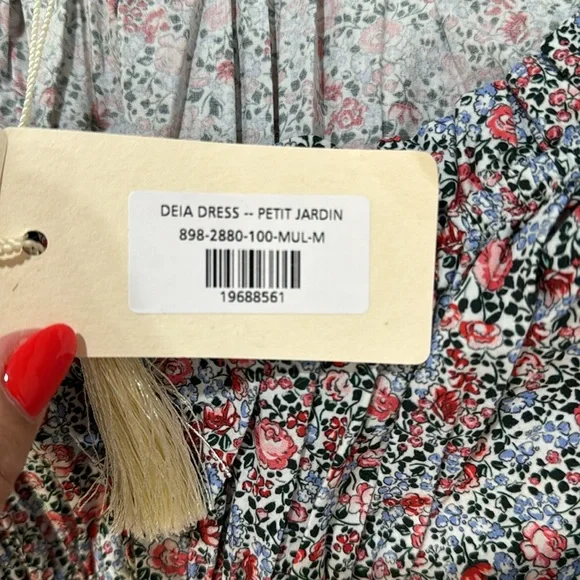 DEIA DRESS -- PETIT JARDIN
898-2880-100-MUL-M
19688561